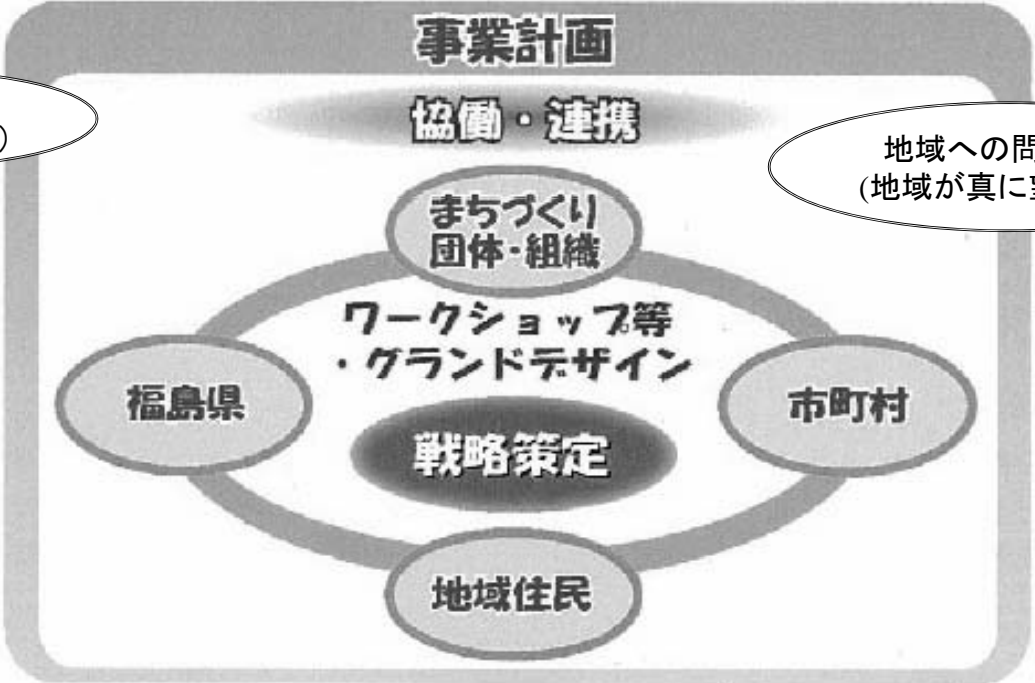 事業計画
協働・連携
)
地域への問
(地域が真に
まちづくり
団体・組織
ワークショップ等
・グランドデザイン
福島県
市町村
戦略策定
地域住民